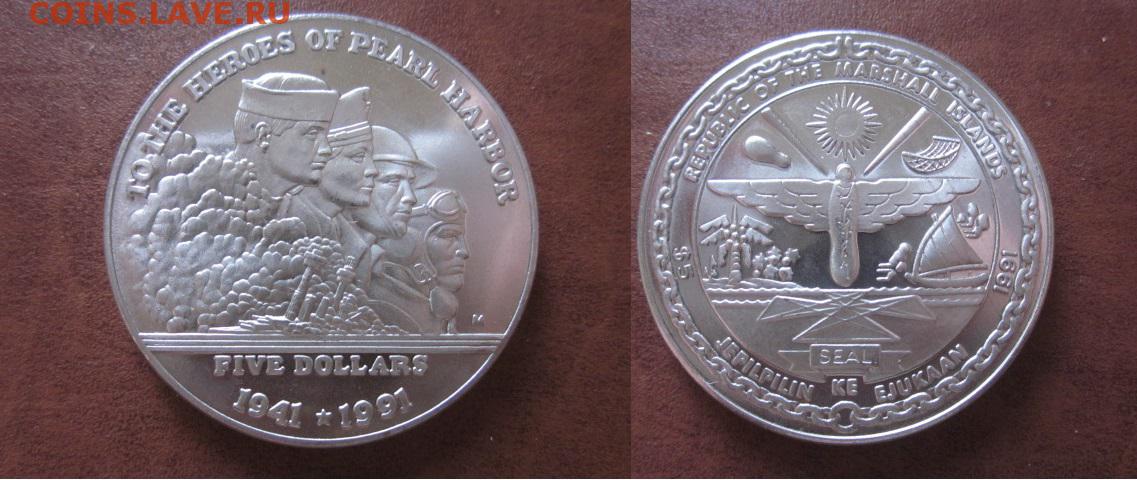 COINS.LAVE.RU
TO THE HEROES OF PEARL HARBOR
M
FIVE DOLLARS
1941 ★ 1991
REPUBLIC OF THE MARSHALL ISLANDS
$5
1991
SEAL
JEPILPILIN KE EJUKAAN